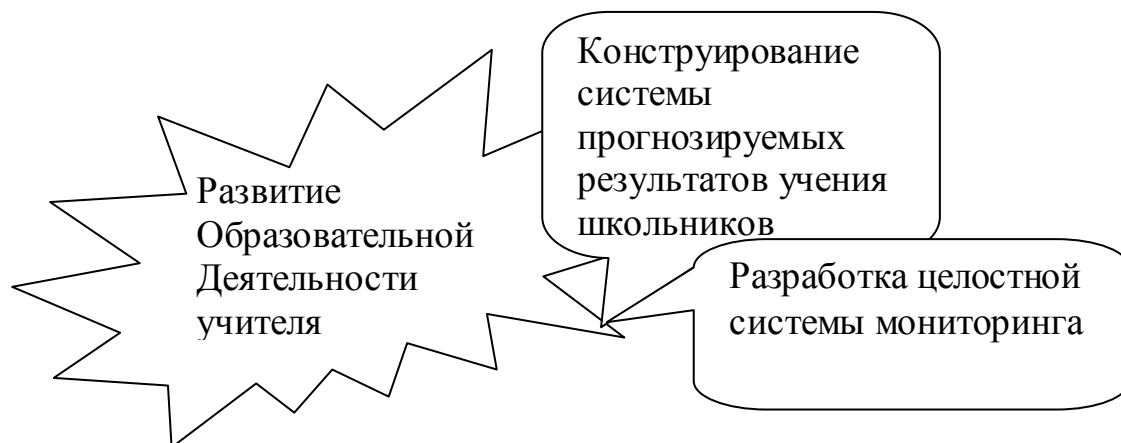 Развитие
Образовательной
Деятельности
учителя
Конструирование
системы
прогнозируемых
результатов учения
школьников
Разработка целостной
системы мониторинга